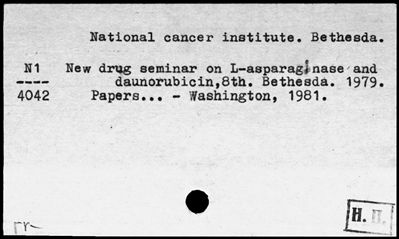 National cancer institute. Bethesda.
N1 New drug seminar on L-asparaginase and
---- daunorubicin,8th. Bethesda. 1979.
4042 Papers... - Washington, 1981.
H. H.